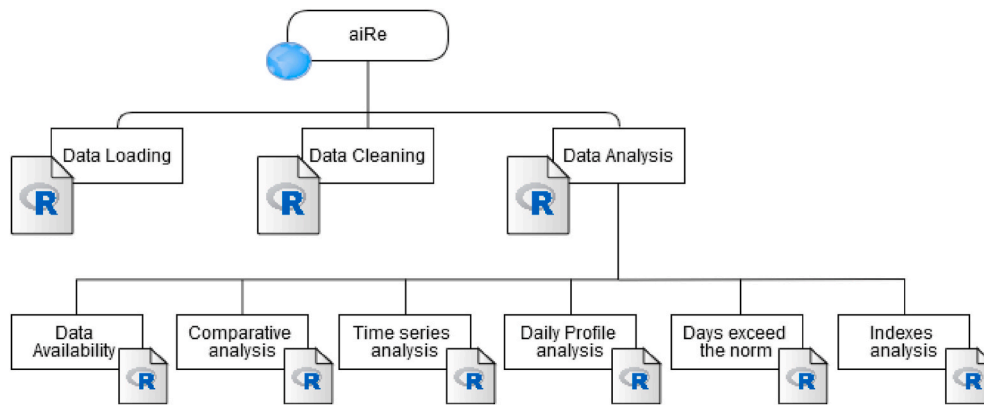 aiRe
Data Loading
R
Data Cleaning
R
Data Analysis
R
Data
Availability
R
Comparative
analysis
R
Time series
analysis
R
Daily Profile
analysis
R
Days exceed
the norm
R
Indexes
analysis
R